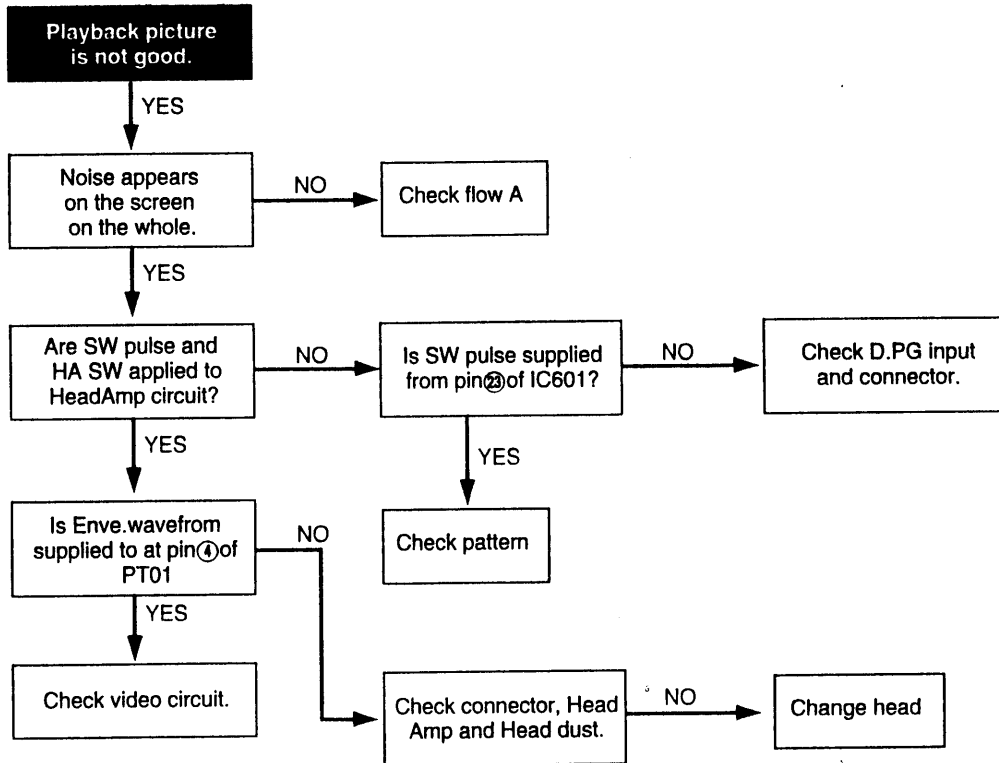 Playback picture
is not good.
YES
Noise appears
on the screen
on the whole.
NO
Check flow A
YES
Are SW pulse and
HA SW applied to
HeadAmp circuit?
NO
Is SW pulse supplied
from pin㉓of IC601?
NO
Check D.PG input
and connector.
YES
YES
Is Enve.wavefrom
supplied to at pin④of
PT01
NO
Check pattern
YES
Check video circuit.
Check connector, Head
Amp and Head dust.
NO
Change head